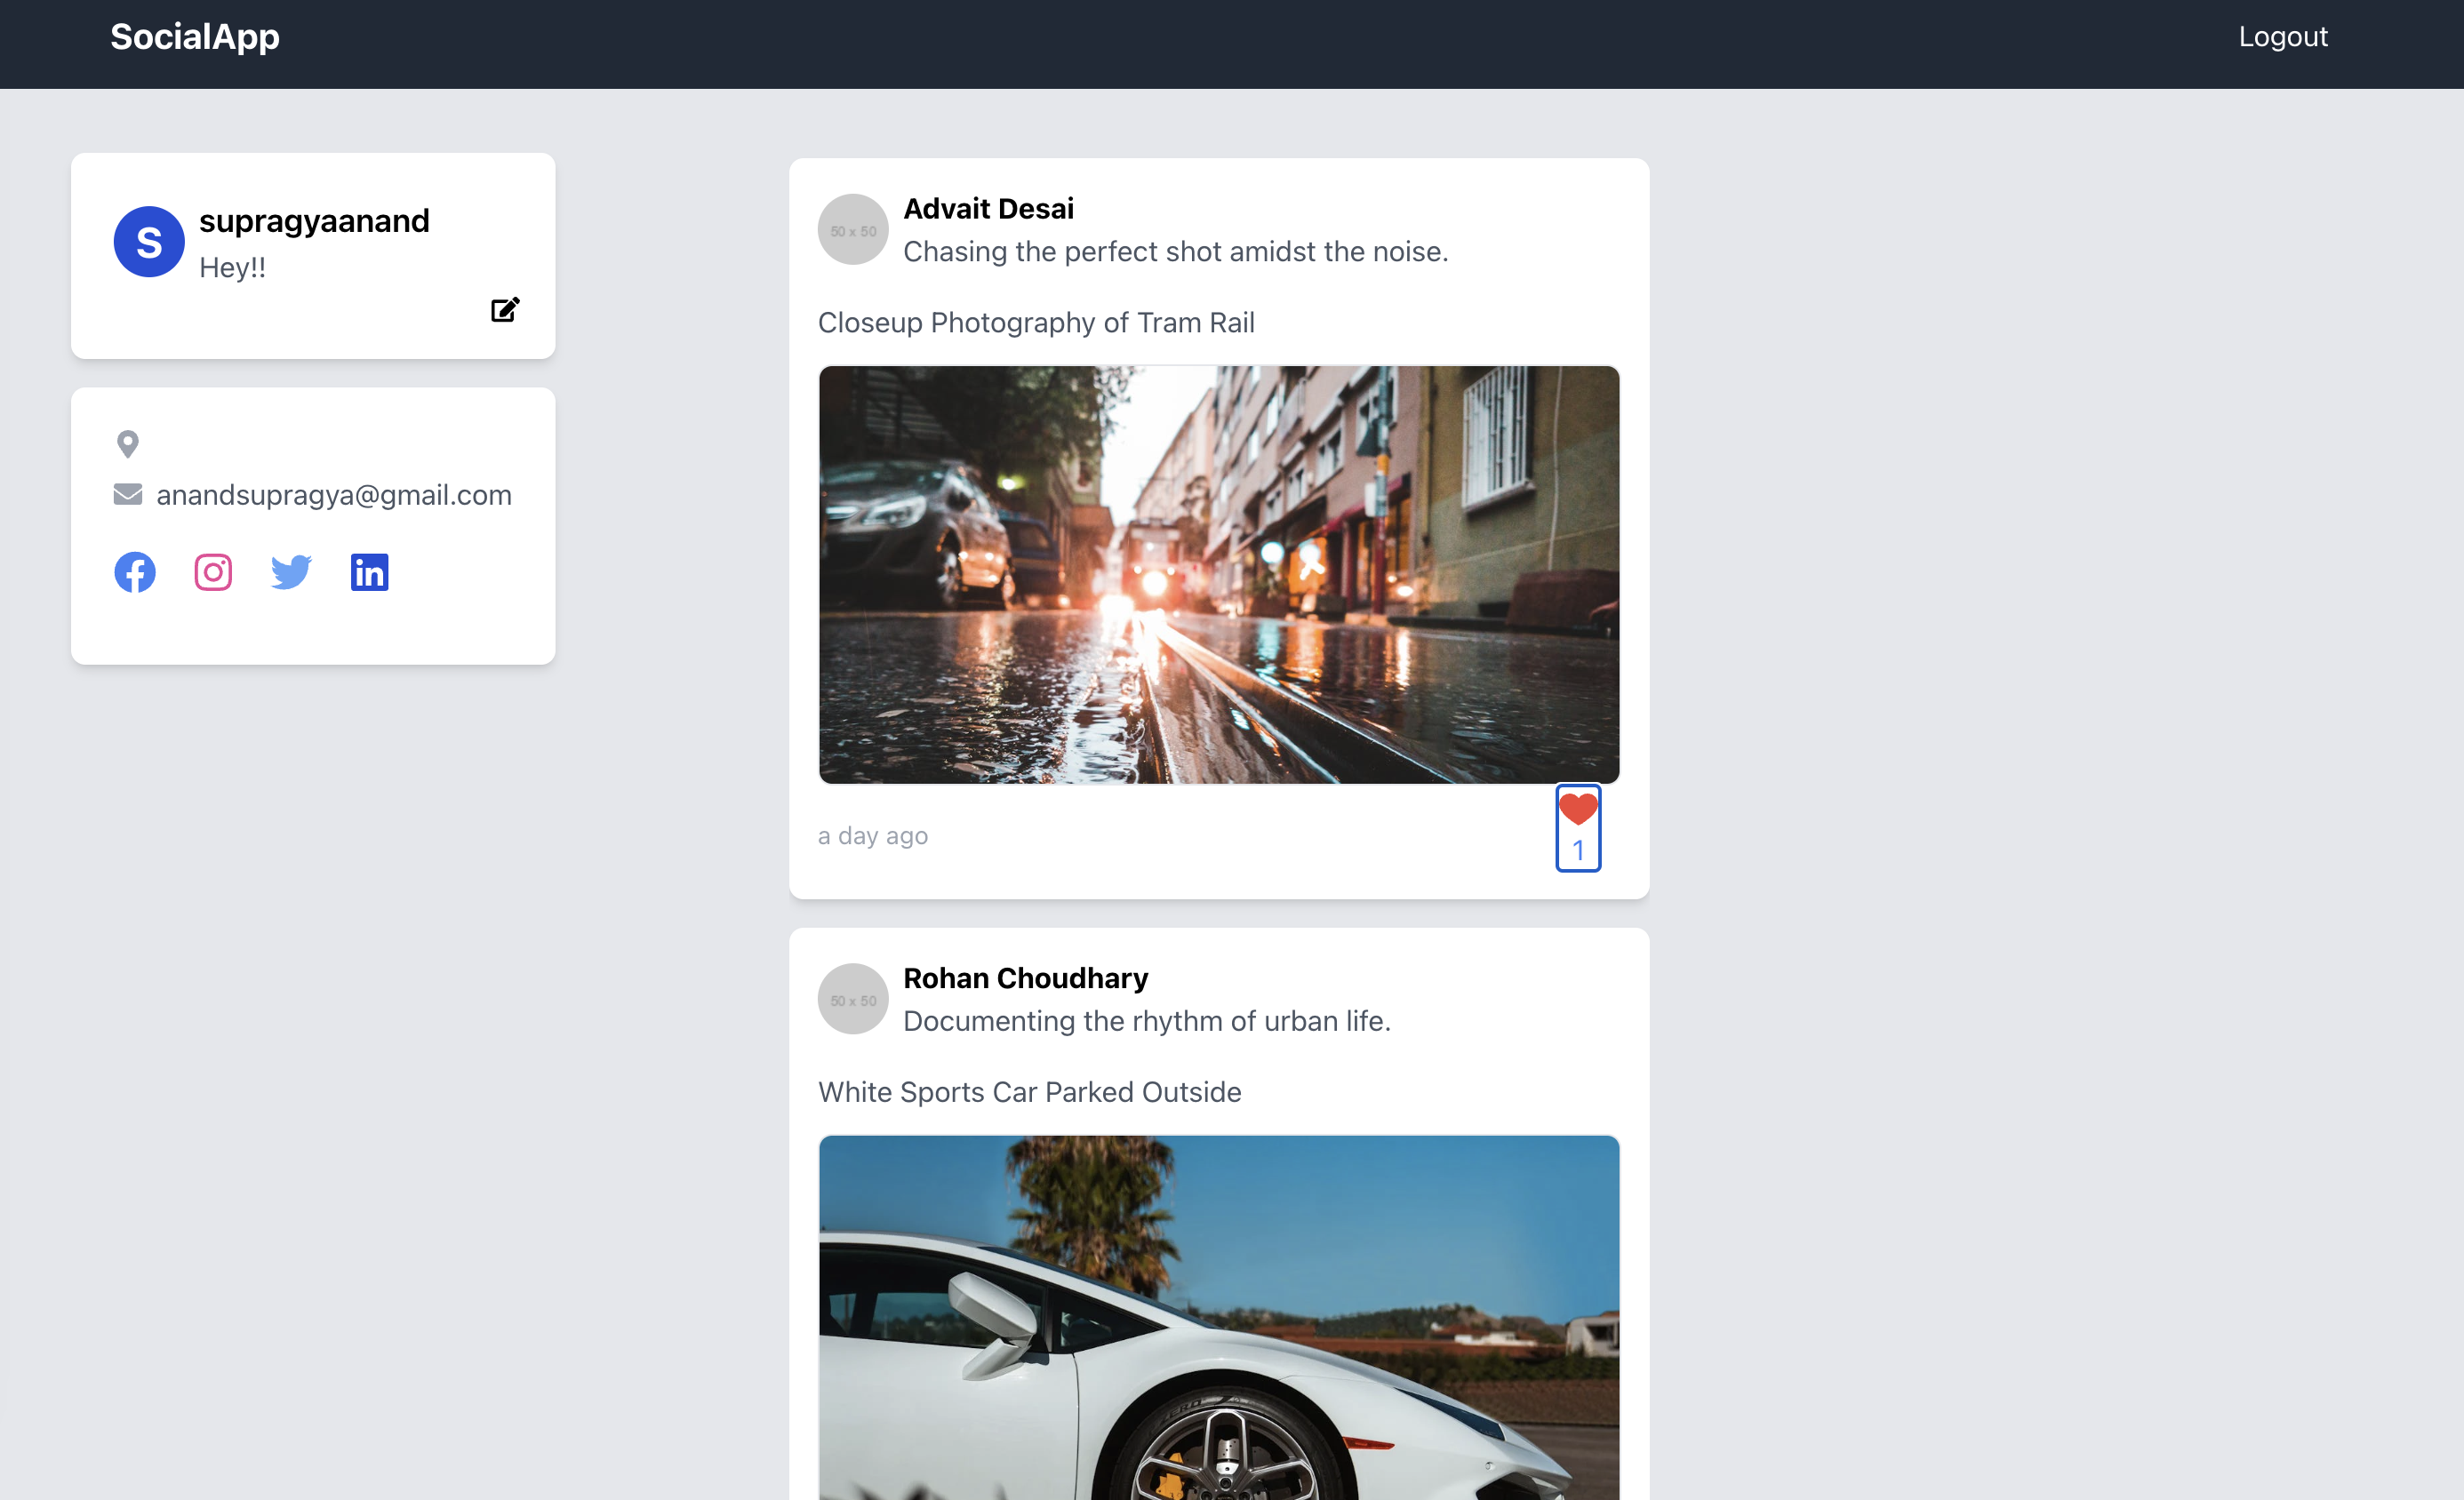 SocialApp
Logout
S
supragyaanand
Hey!!
anandsupragya@gmail.com
in
50 x 50
Advait Desai
Chasing the perfect shot amidst the noise.
Closeup Photography of Tram Rail
a day ago
1
50 x 50
Rohan Choudhary
Documenting the rhythm of urban life.
White Sports Car Parked Outside
ZERO